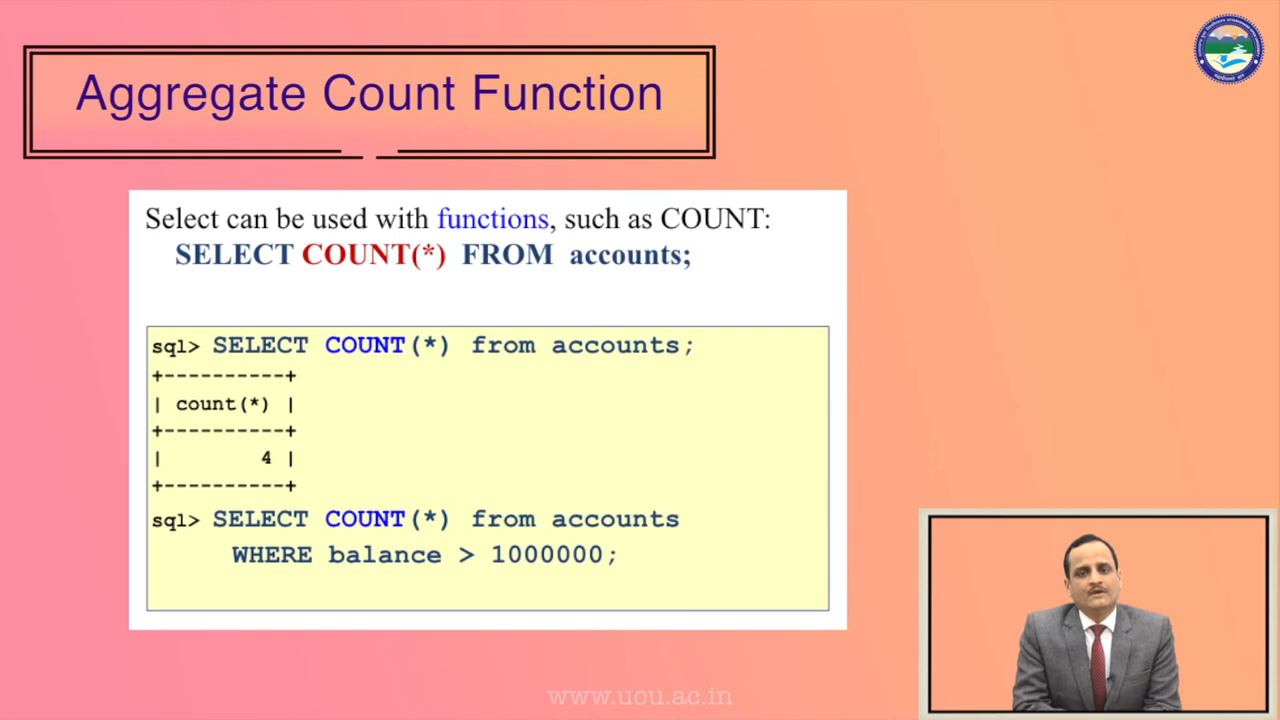 Aggregate Count Function
Select can be used with functions, such as COUNT:
SELECT COUNT(*) FROM accounts;
sql> SELECT COUNT(*) from accounts;
+----------+
| count(*) |
+----------+
|        4 |
+----------+
sql> SELECT COUNT(*) from accounts
WHERE balance > 1000000;
www.uou.ac.in